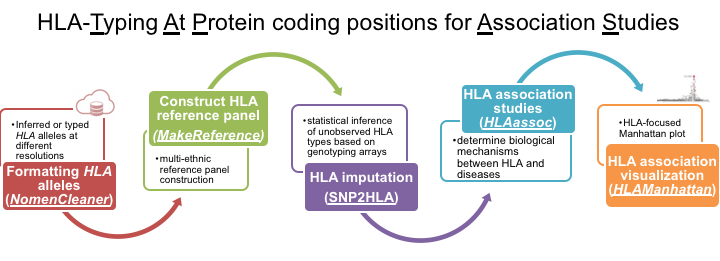 HLA-Typing At Protein coding positions for Association Studies
•Inferred or typed
HLA alleles at
different
resolutions
Formatting HLA
alleles
(NomenCleaner)
Construct HLA
reference panel
(MakeReference)
•multi-ethnic
reference panel
construction
•statistical inference
of unobserved HLA
types based on
genotyping arrays
HLA imputation
(SNP2HLA)
HLA association
studies
(HLAassoc)
•determine biological
mechanisms
between HLA and
diseases
•HLA-focused
Manhattan plot
HLA association
visualization
(HLAManhattan)